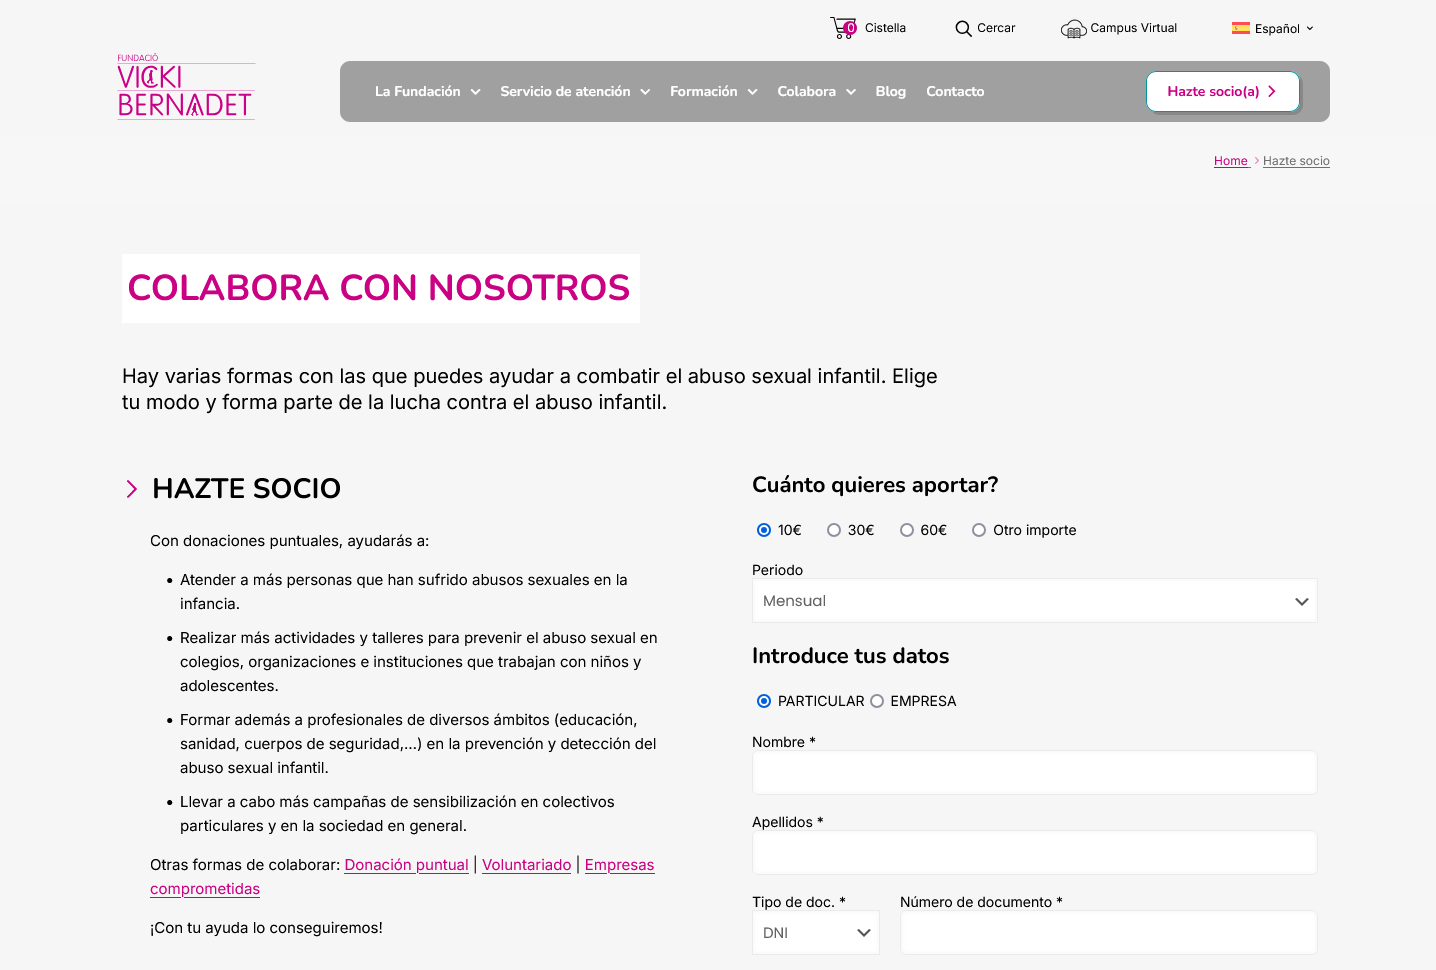 0 Cistella
Cercar
Campus Virtual
Español
FUNDACIÓ
VICKI
BERNADET
La Fundación
Servicio de atención
Formación
Colabora
Blog
Contacto
Hazte socio(a)
Home
Hazte socio
COLABORA CON NOSOTROS
Hay varias formas con las que puedes ayudar a combatir el abuso sexual infantil. Elige
tu modo y forma parte de la lucha contra el abuso infantil.
HAZTE SOCIO
Con donaciones puntuales, ayudarás a:
• Atender a más personas que han sufrido abusos sexuales en la
infancia.
• Realizar más actividades y talleres para prevenir el abuso sexual en
colegios, organizaciones e instituciones que trabajan con niños y
adolescentes.
• Formar además a profesionales de diversos ámbitos (educación,
sanidad, cuerpos de seguridad,...) en la prevención y detección del
abuso sexual infantil.
• Llevar a cabo más campañas de sensibilización en colectivos
particulares y en la sociedad en general.
Otras formas de colaborar: Donación puntual | Voluntariado | Empresas
comprometidas
¡Con tu ayuda lo conseguiremos!
Cuánto quieres aportar?
10€ 30€ 60€ Otro importe
Periodo
Mensual
Introduce tus datos
PARTICULAR EMPRESA
Nombre *
Apellidos *
Tipo de doc. * Número de documento *
DNI